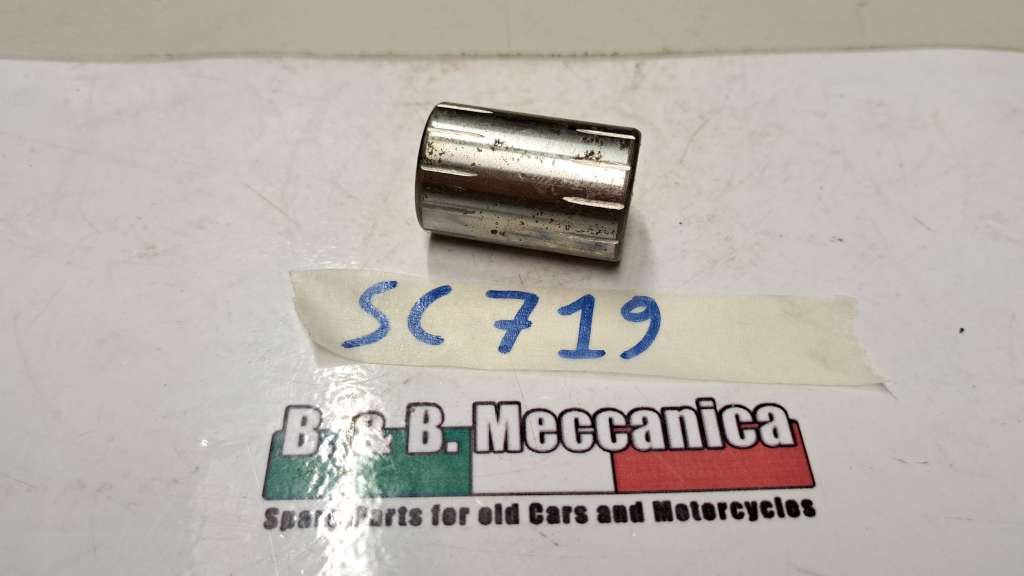 SC719
B. & B. Meccanica
Spare Parts for old Cars and Motorcycles